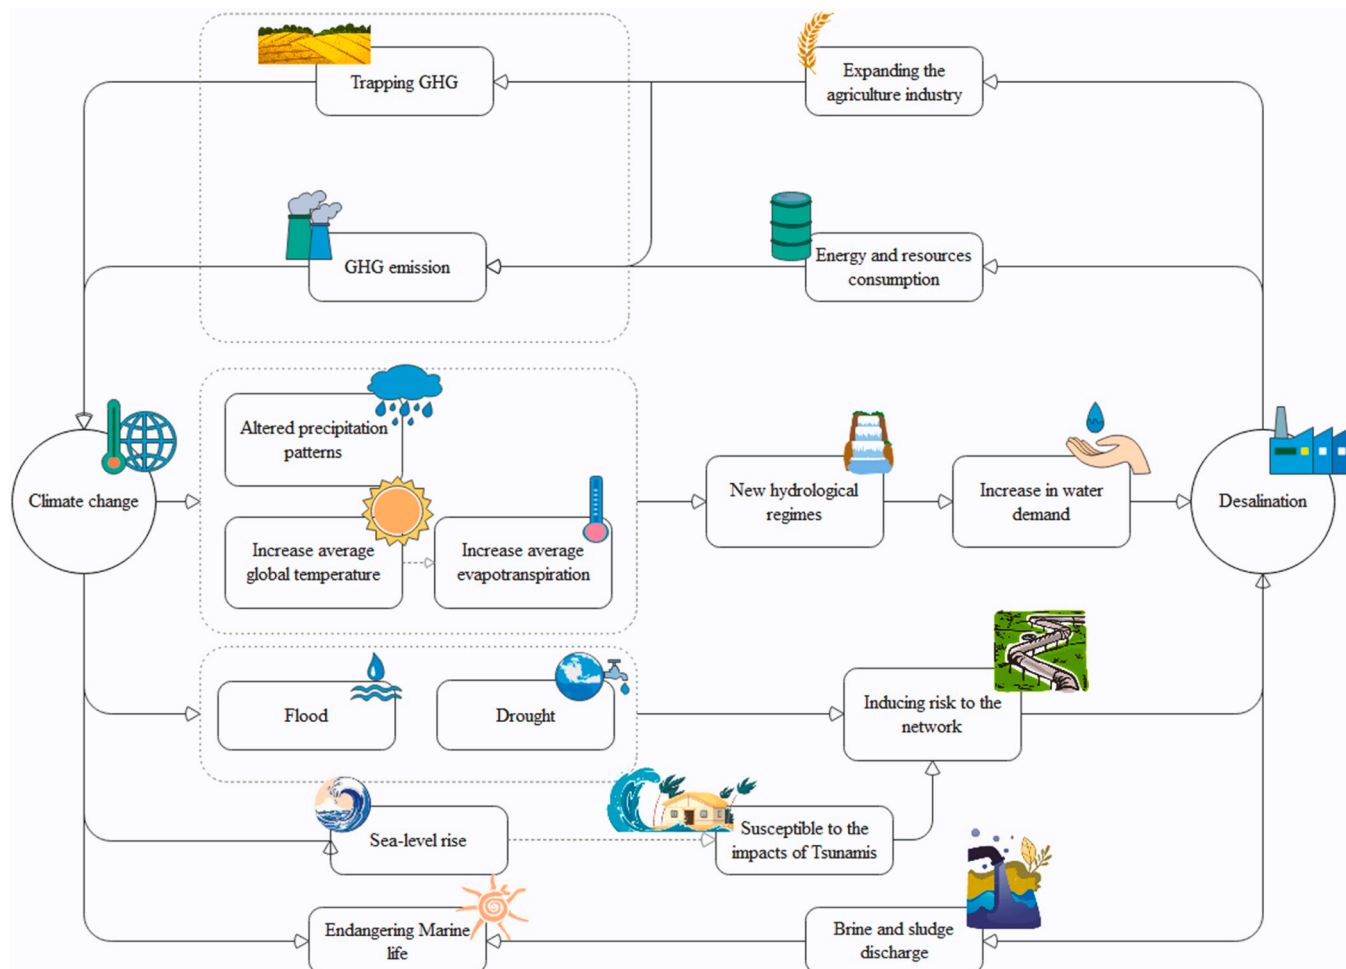 Trapping GHG
Expanding the
agriculture industry
GHG emission
Energy and resources
consumption
Altered precipitation
patterns
Climate change
Increase average
global temperature
Increase average
evapotranspiration
New hydrological
regimes
Increase in water
demand
Desalination
Flood
Drought
Inducing risk to the
network
Sea-level rise
Susceptible to the
impacts of Tsunamis
Endangering Marine
life
Brine and sludge
discharge